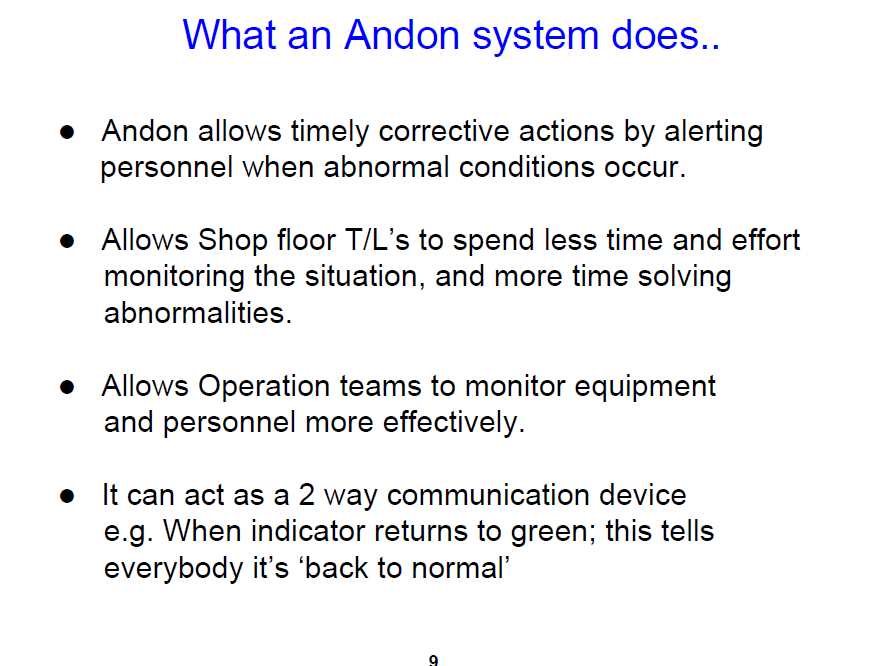 What an Andon system does..
● Andon allows timely corrective actions by alerting
personnel when abnormal conditions occur.
● Allows Shop floor T/L’s to spend less time and effort
monitoring the situation, and more time solving
abnormalities.
● Allows Operation teams to monitor equipment
and personnel more effectively.
● It can act as a 2 way communication device
e.g. When indicator returns to green; this tells
everybody it’s ‘back to normal’
9